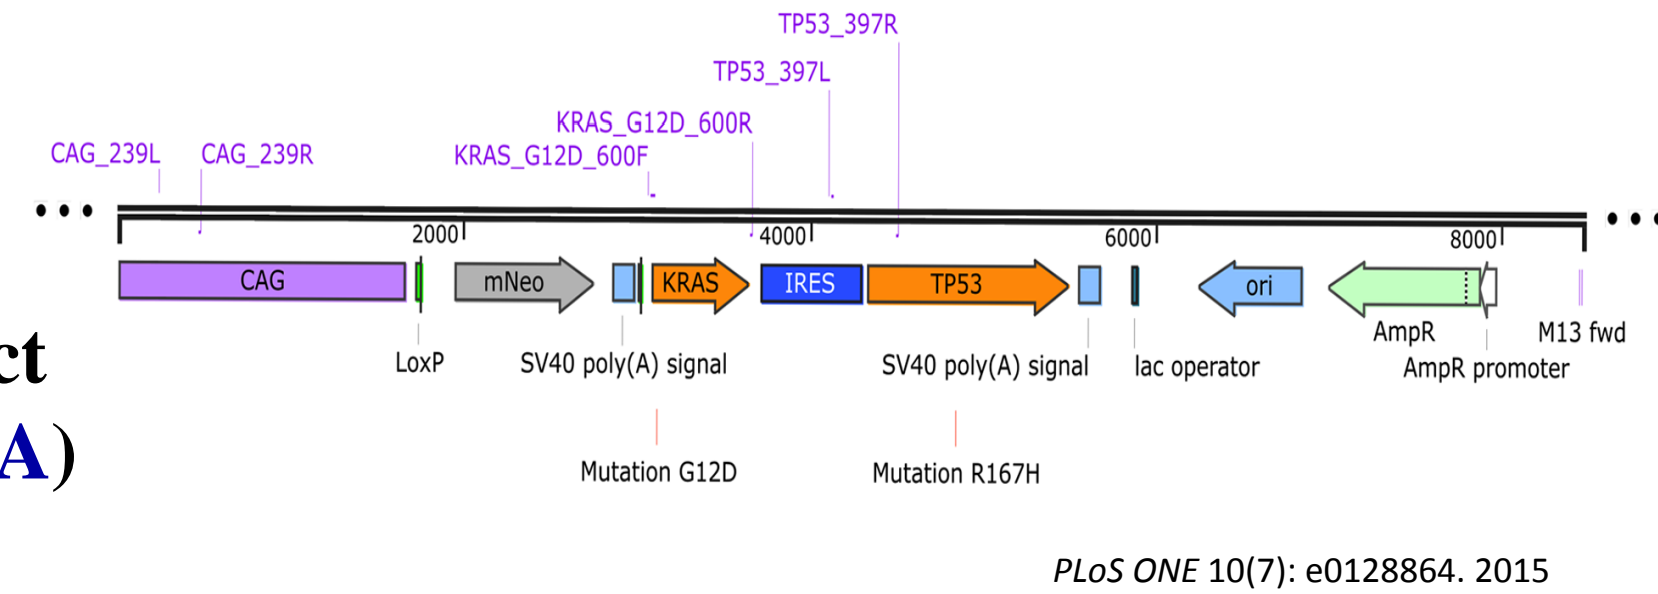 TP53_397R
TP53_397L
KRAS_G12D_600R
CAG_239L CAG_239R KRAS_G12D_600F
2000 4000 6000 8000
CAG mNeo KRAS IRES TP53 ori
AmpR M13 fwd
LoxP SV40 poly(A) signal SV40 poly(A) signal lac operator AmpR promoter
ct
A)
Mutation G12D Mutation R167H
PLoS ONE 10(7): e0128864. 2015